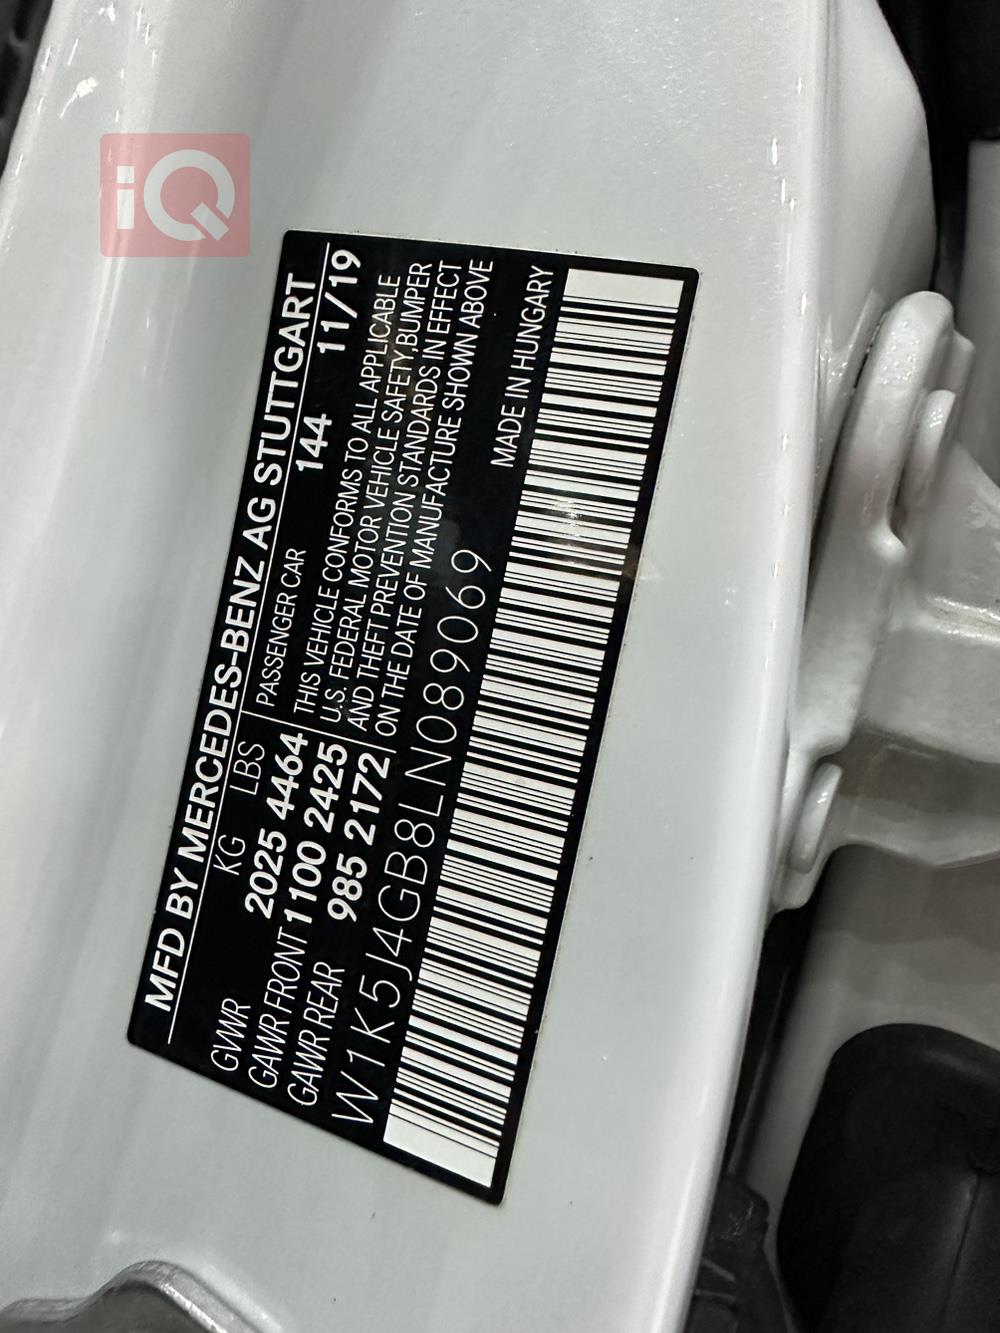 iQ
MFD BY MERCEDES-BENZ AG STUTTGART
KG LBS PASSENGER CAR 144 11/19
GVWR 2025 4464
GAWR FRONT 1100 2425
GAWR REAR 985 2172
THIS VEHICLE CONFORMS TO ALL APPLICABLE
U.S. FEDERAL MOTOR VEHICLE SAFETY, BUMPER
AND THEFT PREVENTION STANDARDS IN EFFECT
ON THE DATE OF MANUFACTURE SHOWN ABOVE
W1K5J4GB8LN089069
MADE IN HUNGARY